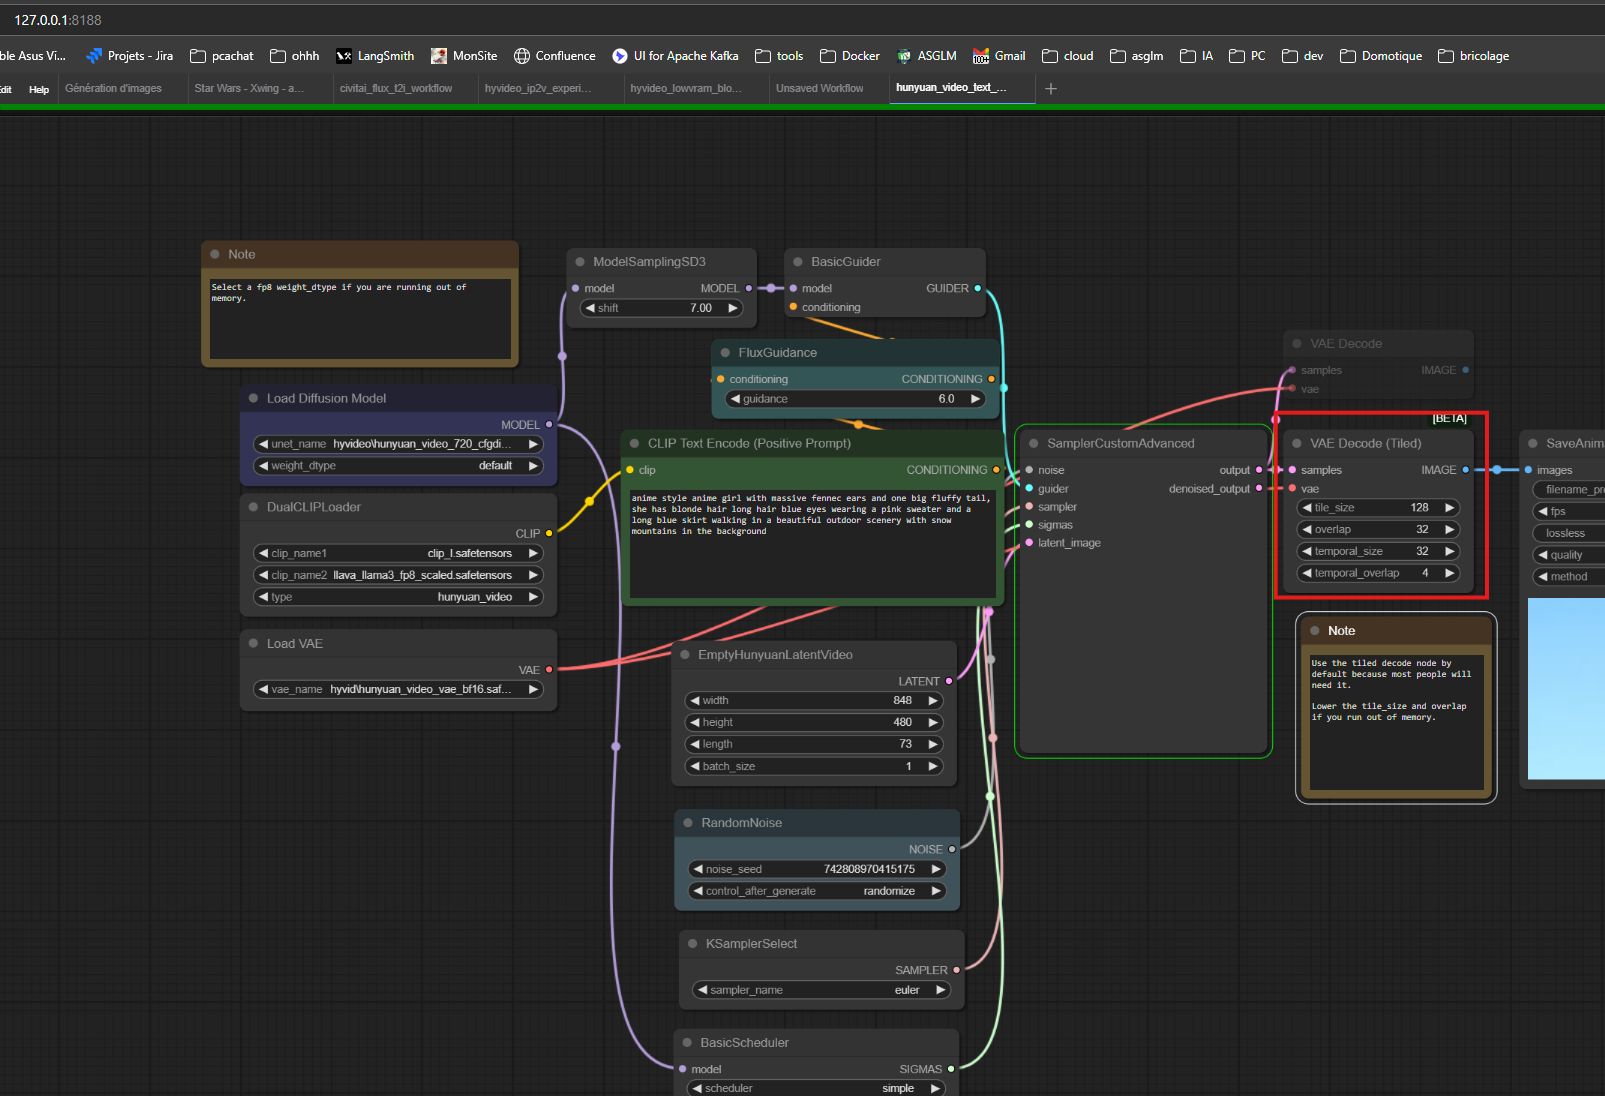 127.0.0.1:8188
ble Asus Vi... Projets - Jira pcachat ohhh LangSmith MonSite Confluence UI for Apache Kafka tools Docker ASGLM Gmail cloud asglm IA PC dev Domotique bricolage
dit Help Génération d'images Star Wars - Xwing - a... civitai_flux_t2i_workflow hyvideo_ip2v_experi... hyvideo_lowvram_blo... Unsaved Workflow hunyuan_video_text_... +
Note
Select a fp8 weight_dtype if you are running out of
memory.
ModelSamplingSD3
model MODEL
shift 7.00
BasicGuider
model GUIDER
conditioning
FluxGuidance
conditioning CONDITIONING
guidance 6.0
Load Diffusion Model
MODEL
unet_name hyvideo\hunyuan_video_720_cfgdi...
weight_dtype default
DualCLIPLoader
CLIP
clip_name1 clip_l.safetensors
clip_name2 llava_llama3_fp8_scaled.safetensors
type hunyuan_video
Load VAE
VAE
vae_name hyvid\hunyuan_video_vae_bf16.saf...
CLIP Text Encode (Positive Prompt)
clip CONDITIONING
anime style anime girl with massive fennec ears and one big fluffy tail,
she has blonde hair long hair blue eyes wearing a pink sweater and a
long blue skirt walking in a beautiful outdoor scenery with snow
mountains in the background
EmptyHunyuanLatentVideo
LATENT
width 848
height 480
length 73
batch_size 1
RandomNoise
NOISE
noise_seed 742808970415175
control_after_generate randomize
KSamplerSelect
SAMPLER
sampler_name euler
BasicScheduler
model SIGMAS
scheduler simple
SamplerCustomAdvanced
noise output
guider denoised_output
sampler
sigmas
latent_image
VAE Decode
samples IMAGE
vae
[BETA]
VAE Decode (Tiled)
samples IMAGE
vae
tile_size 128
overlap 32
temporal_size 32
temporal_overlap 4
Note
Use the tiled decode node by
default because most people will
need it.
Lower the tile_size and overlap
if you run out of memory.
SaveAnim
images
filename_pr
fps
lossless
quality
method